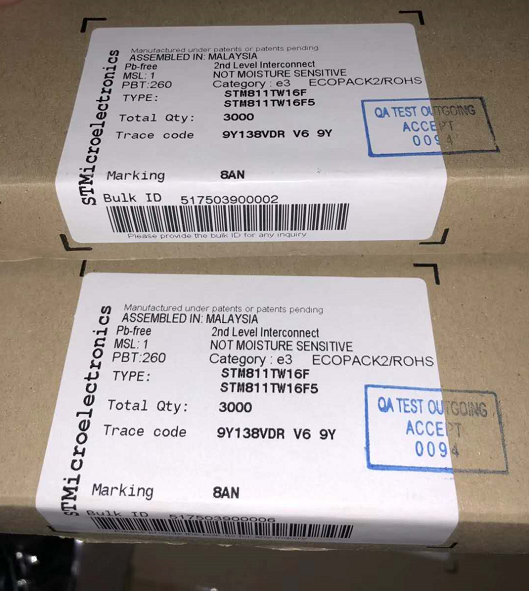 STMicroelectronics
Manufactured under patents or patents pending
ASSEMBLED IN: MALAYSIA
Pb-free 2nd Level Interconnect
MSL: 1 NOT MOISTURE SENSITIVE
PBT:260 Category : e3 ECOPACK2/ROHS
TYPE: STM811TW16F
STM811TW16F5
Total Qty: 3000
Trace code 9Y138VDR V6 9Y
Marking 8AN
Bulk ID 517503900002
Please provide the bulk ID for any inquiry
QA TEST OUTGOING
ACCEPT
0094
STMicroelectronics
Manufactured under patents or patents pending
ASSEMBLED IN: MALAYSIA
Pb-free 2nd Level Interconnect
MSL: 1 NOT MOISTURE SENSITIVE
PBT:260 Category : e3 ECOPACK2/ROHS
TYPE: STM811TW16F
STM811TW16F5
Total Qty: 3000
Trace code 9Y138VDR V6 9Y
Marking 8AN
Bulk ID 517503900006
QA TEST OUTGOING
ACCEPT
0094